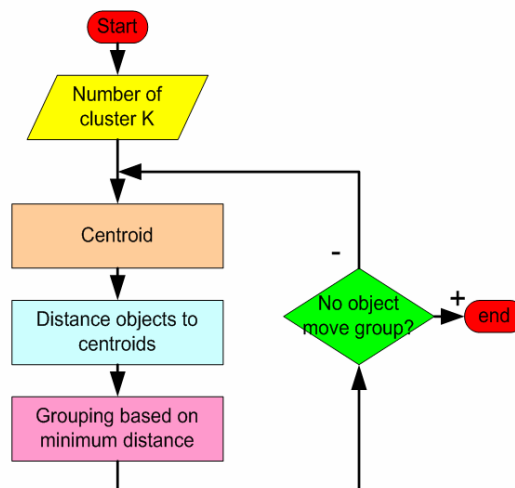 Start
Number of
cluster K
Centroid
Distance objects to
centroids
Grouping based on
minimum distance
-
No object
move group?
+
end